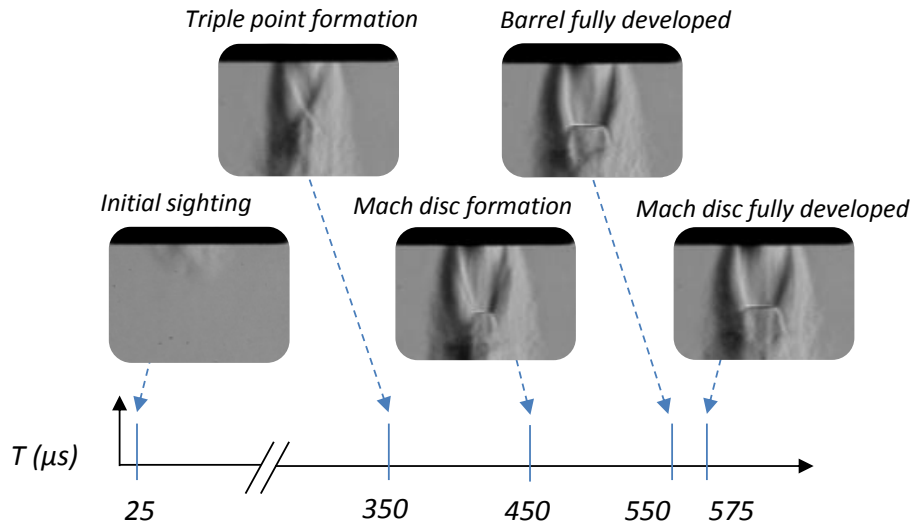 Triple point formation
Barrel fully developed
Initial sighting
Mach disc formation
Mach disc fully developed
T (µs)
25
350
450
550
575